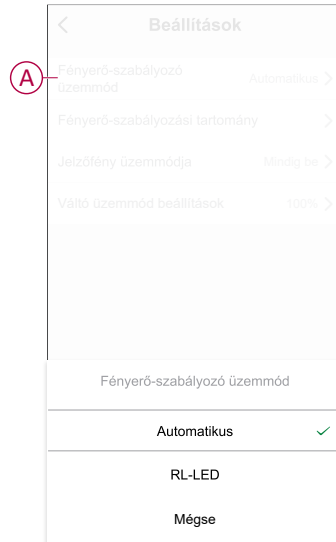 Beállítások
A
Fényerő-szabályozó
üzemmód
Automatikus
Fényerő-szabályozási tartomány
Jelzőfény üzemmódja
Mindig be
Váltó üzemmód beállítások
100%
Fényerő-szabályozó üzemmód
Automatikus
RL-LED
Mégse